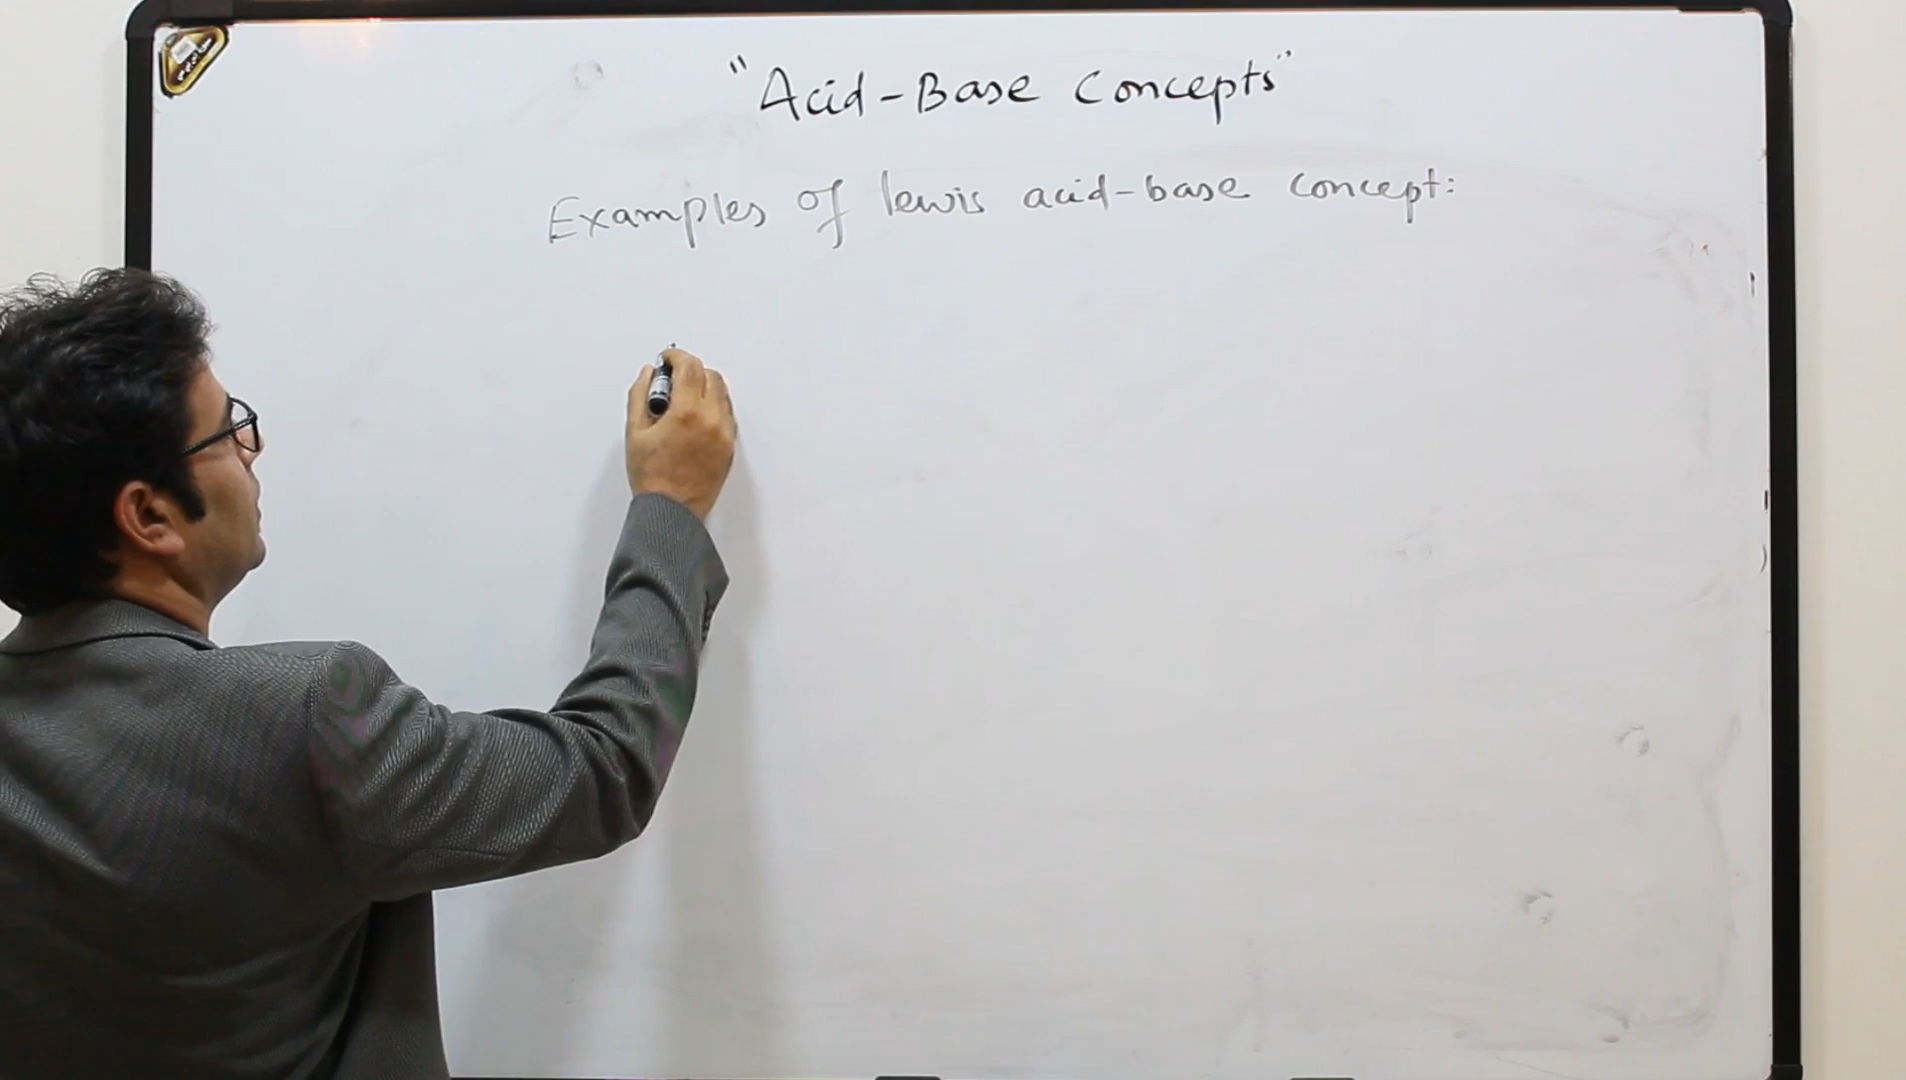 "Acid-Base Concepts"
Examples of lewis acid-base concept: